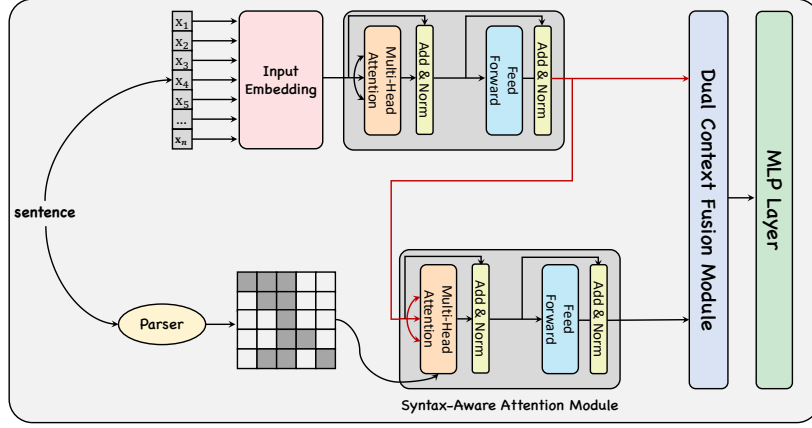 x₁
x₂
x₃
x₄
x₅
...
xₙ
Input
Embedding
Multi-Head
Attention
Add & Norm
Feed
Forward
Add & Norm
sentence
Parser
Multi-Head
Attention
Add & Norm
Feed
Forward
Add & Norm
Syntax-Aware Attention Module
Dual Context Fusion Module
MLP Layer